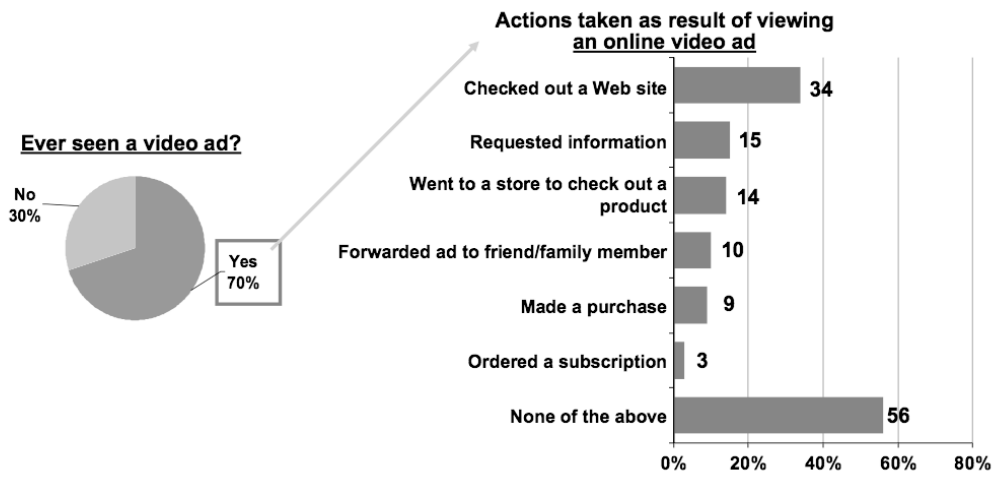 Ever seen a video ad?
No
30%
Yes
70%
Actions taken as result of viewing
an online video ad
Checked out a Web site
34
Requested information
15
Went to a store to check out a
product
14
Forwarded ad to friend/family member
10
Made a purchase
9
Ordered a subscription
3
None of the above
56
0%
20%
40%
60%
80%